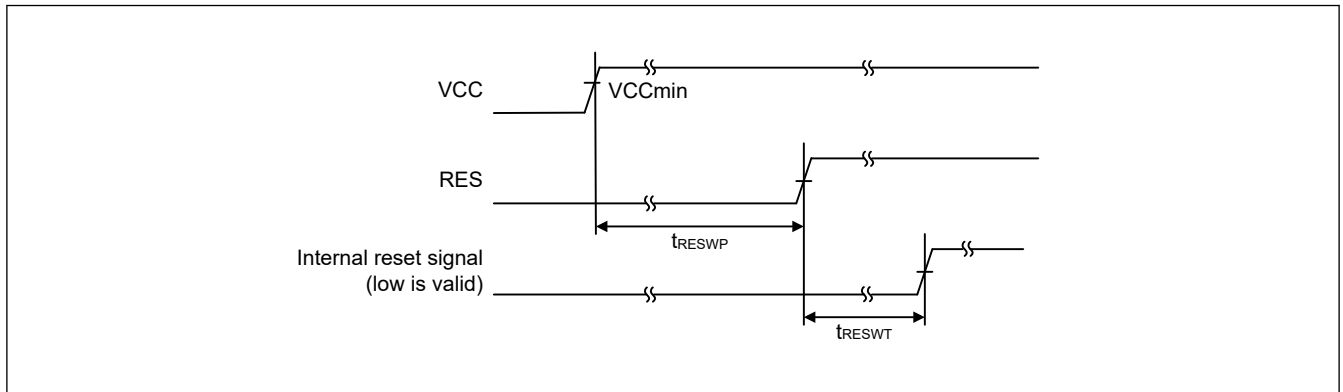 VCC
VCCmin
RES
tRESWP
Internal reset signal
(low is valid)
tRESWT